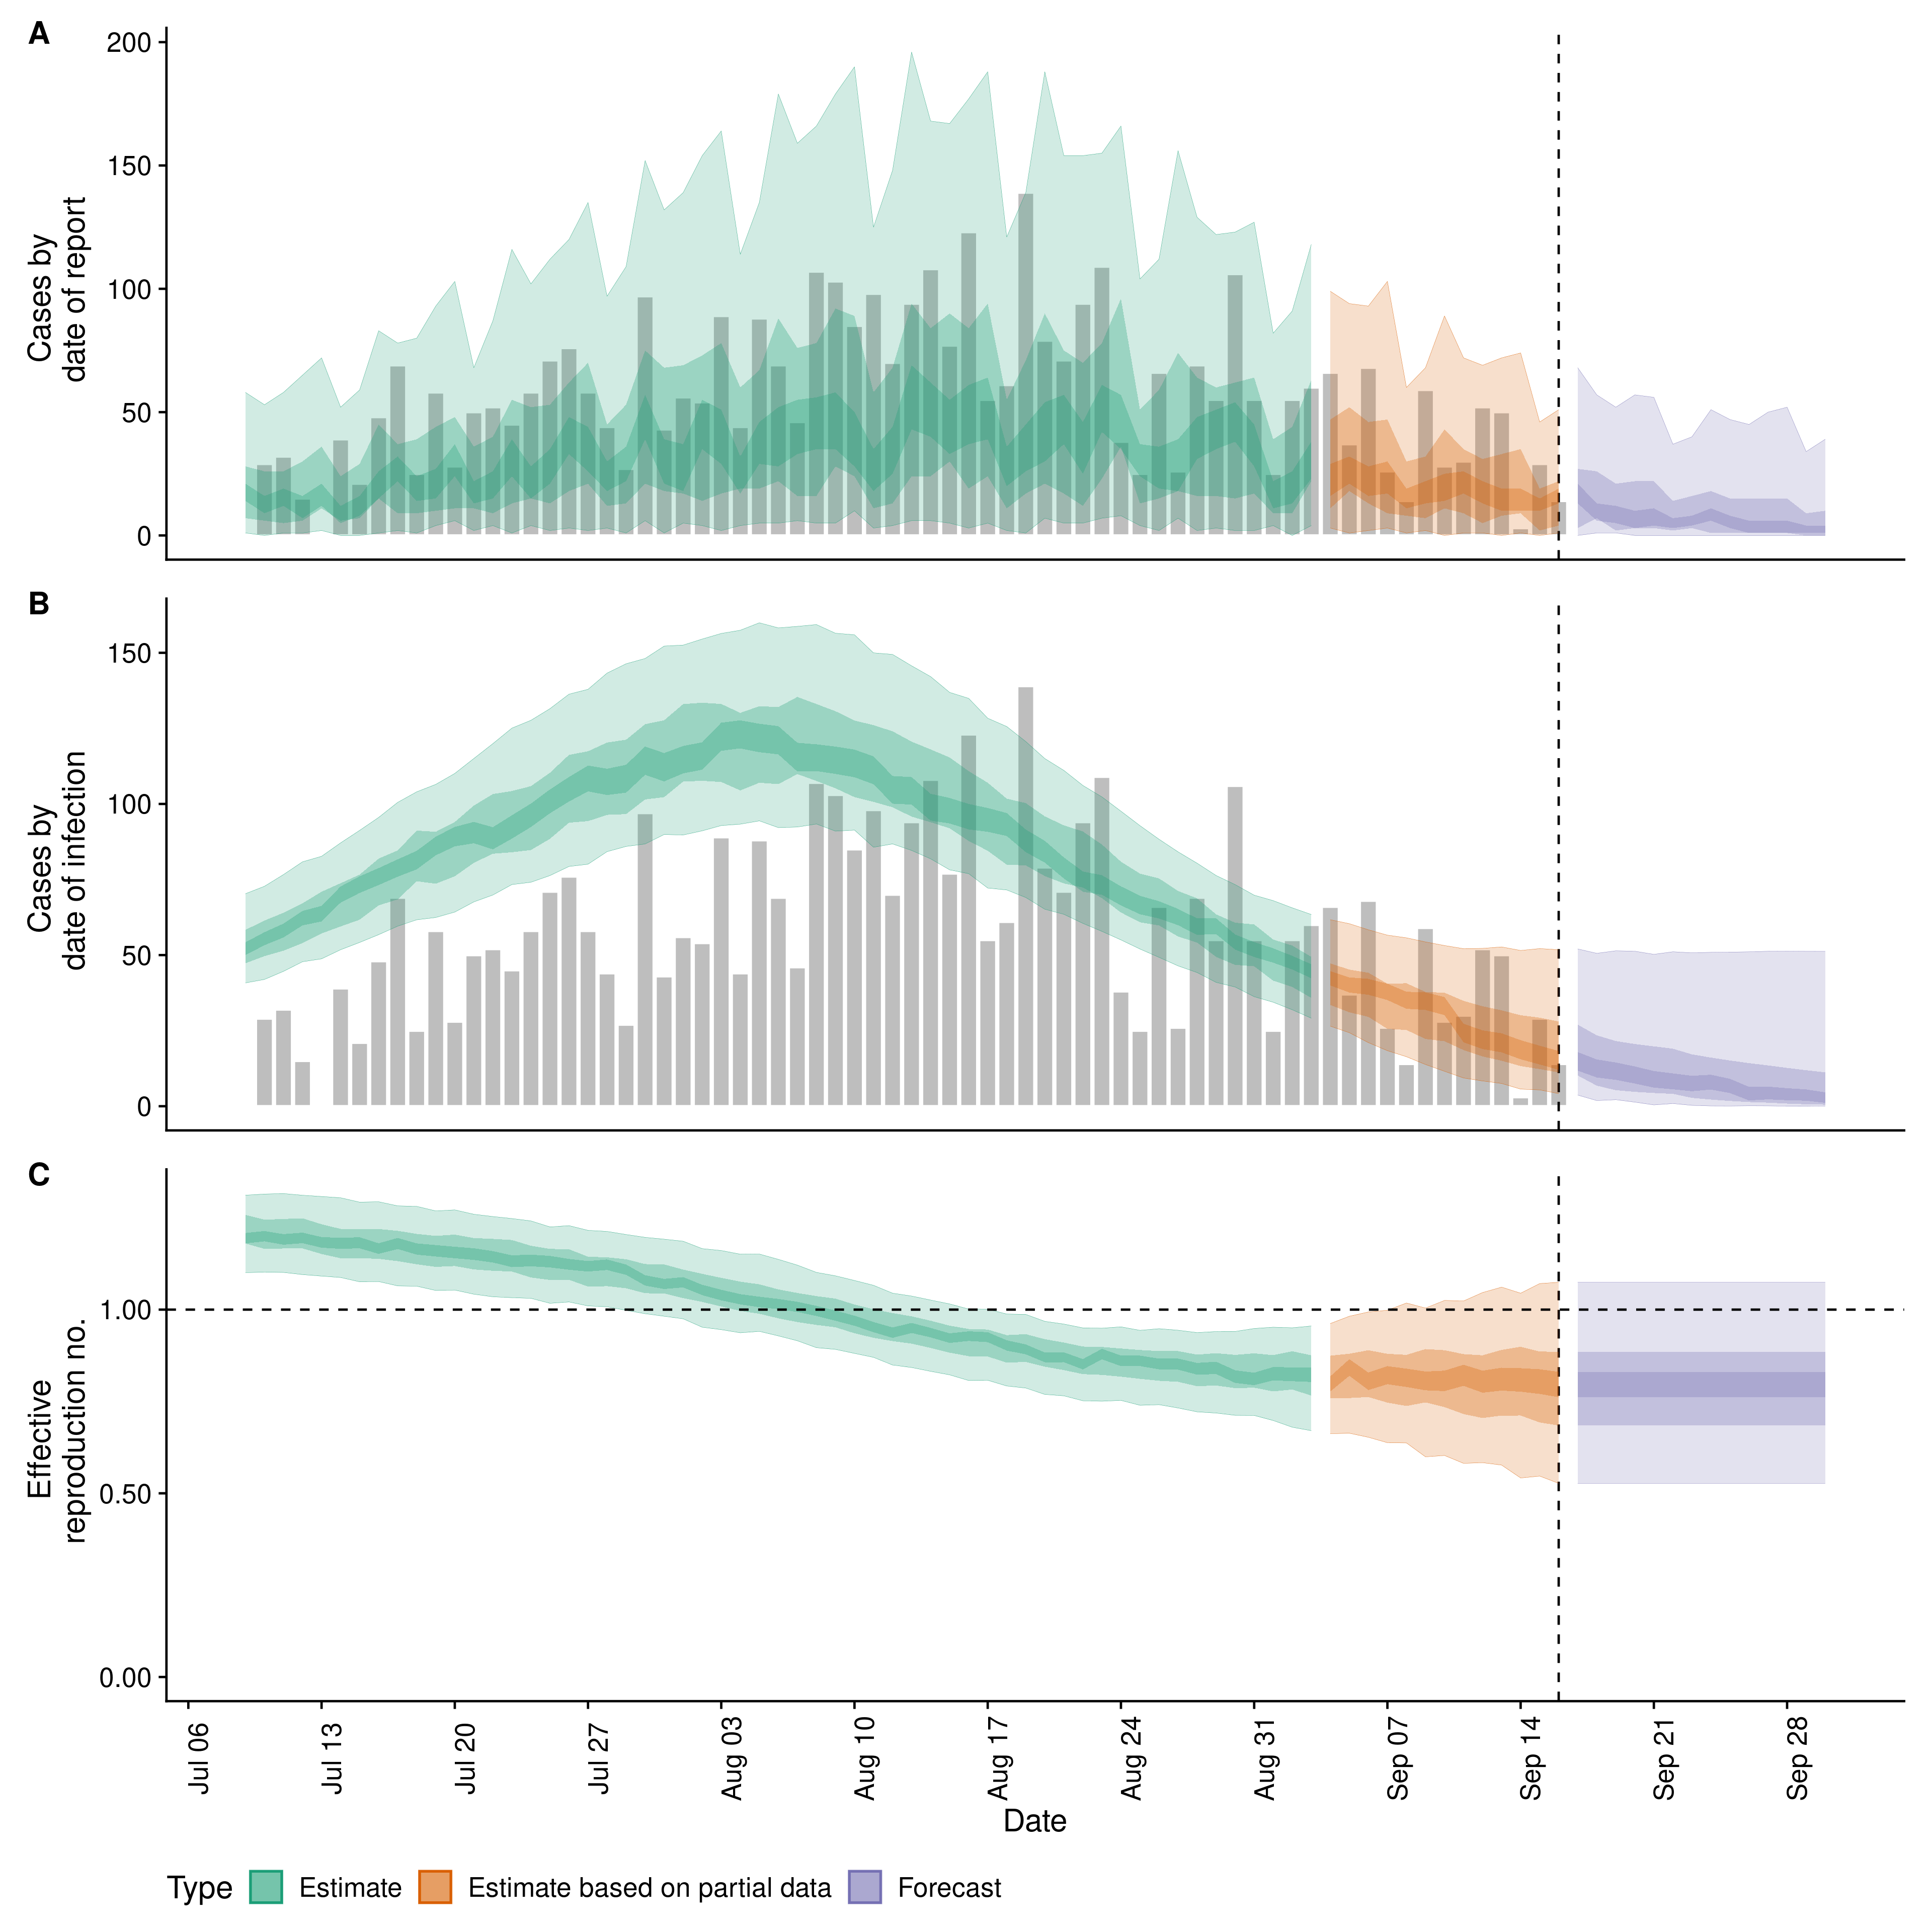 A
Cases by
date of report
200
150
100
50
0
B
Cases by
date of infection
150
100
50
0
C
Effective
reproduction no.
1.00
0.50
0.00
Jul 06
Jul 13
Jul 20
Jul 27
Aug 03
Aug 10
Aug 17
Aug 24
Aug 31
Sep 07
Sep 14
Sep 21
Sep 28
Date
Type Estimate Estimate based on partial data Forecast